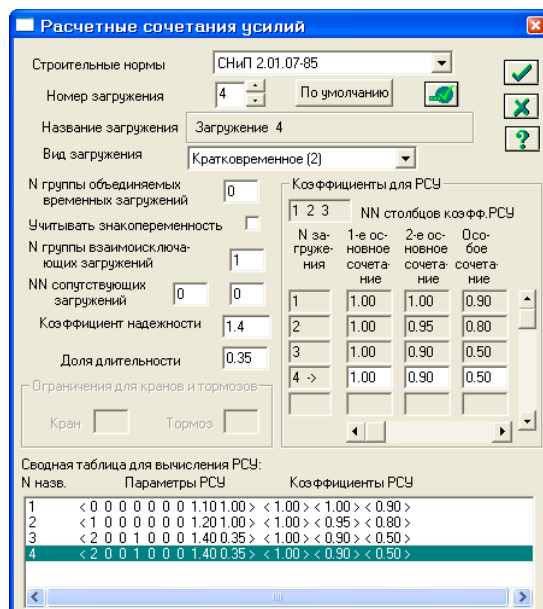 Расчетные сочетания усилий
Строительные нормы СНиП 2.01.07-85
Номер загружения 4 По умолчанию
Название загружения Загружение 4
Вид загружения Кратковременное (2)
N группы объединяемых
временных загружений 0
Учитывать знакопеременность
N группы взаимоисключа-
ющих загружений 1
NN сопутствующих
загружений 0 0
Коэффициент надежности 1.4
Доля длительности 0.35
Ограничения для кранов и тормозов
Кран Тормоз
Коэффициенты для РСУ
1 2 3 NN столбцов коэфф.РСУ
N за- 1-е ос- 2-е ос- Осо-
груже- новное новное бое
ния сочета- сочета- сочета-
ние ние ние
1 1.00 1.00 0.90
2 1.00 0.95 0.80
3 1.00 0.90 0.50
4 -> 1.00 0.90 0.50
Сводная таблица для вычисления РСУ:
N назв. Параметры РСУ Коэффициенты РСУ
1 < 0 0 0 0 0 0 0 1.10 1.00 > < 1.00 > < 1.00 > < 0.90 >
2 < 1 0 0 0 0 0 0 1.20 1.00 > < 1.00 > < 0.95 > < 0.80 >
3 < 2 0 0 1 0 0 0 1.40 0.35 > < 1.00 > < 0.90 > < 0.50 >
4 < 2 0 0 1 0 0 0 1.40 0.35 > < 1.00 > < 0.90 > < 0.50 >